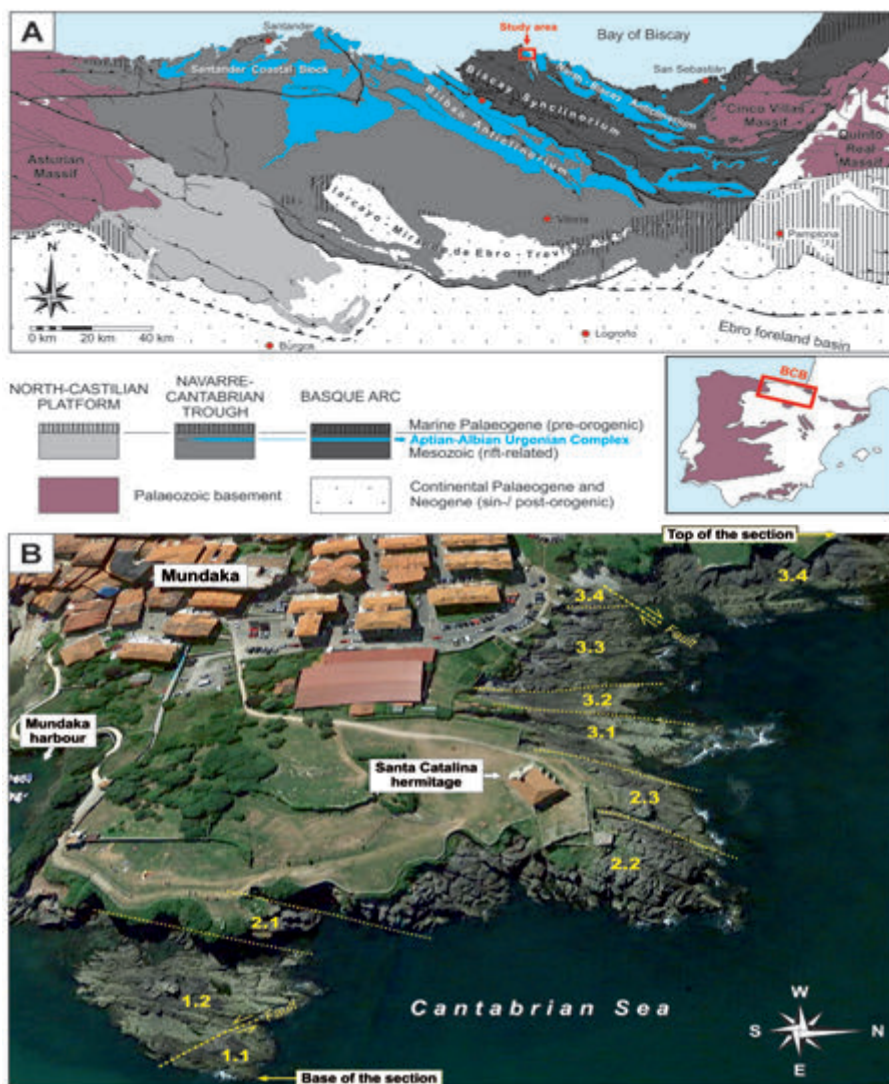 A
Santander
Study area
Bay of Biscay
Santander Coastal Block
North Biscay Anticlinorium
San Sebastián
Biscay Synclinorium
Bilbao Anticlinorium
Cinco Villas
Massif
Quinto
Real
Massif
Asturian
Massif
Vitoria
Pamplona
N
0 km 20 km 40 km
Burgos
Logroño
Ebro foreland basin
NORTH-CASTILIAN
PLATFORM
NAVARRE-
CANTABRIAN
TROUGH
BASQUE ARC
Marine Palaeogene (pre-orogenic)
Aptian-Albian Urgonian Complex
Mesozoic (rift-related)
Palaeozoic basement
Continental Palaeogene and
Neogene (sin-/ post-orogenic)
BCB
B
Top of the section
Mundaka
3.4
3.4
Fault
3.3
3.2
Mundaka
harbour
3.1
Santa Catalina
hermitage
2.3
2.2
2.1
1.2
Cantabrian Sea
W
S
N
E
1.1
Base of the section